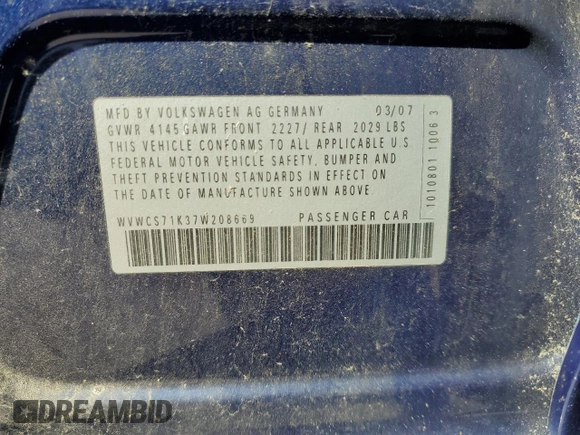 MFD BY VOLKSWAGEN AG GERMANY 03/07
GVWR 4145 GAWR FRONT 2227/ REAR 2029 LBS
THIS VEHICLE CONFORMS TO ALL APPLICABLE U.S
FEDERAL MOTOR VEHICLE SAFETY, BUMPER AND
THEFT PREVENTION STANDARDS IN EFFECT ON
THE DATE OF MANUFACTURE SHOWN ABOVE.
WVWCS71K37W208669 PASSENGER CAR
1010801 1006 3
DREAMBID